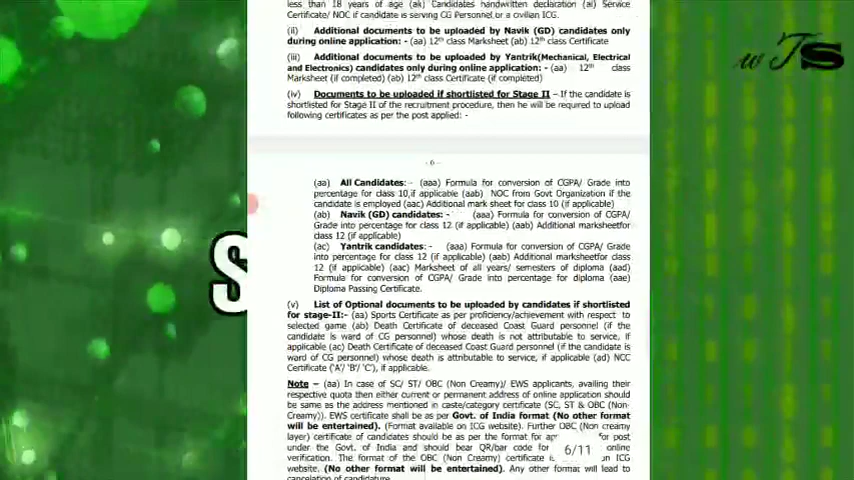 less than 18 years of age (ak) Candidates handwritten declaration (al) Service
Certificate/ NOC if candidate is serving CG Personnel or a civilian ICG.
(ii) Additional documents to be uploaded by Navik (GD) candidates only
during online application: - (aa) 12th class Marksheet (ab) 12th class Certificate
(iii) Additional documents to be uploaded by Yantrik(Mechanical, Electrical
and Electronics) candidates only during online application: - (aa) 12th class
Marksheet (if completed) (ab) 12th class Certificate (if completed)
(iv) Documents to be uploaded if shortlisted for Stage II – If the candidate is
shortlisted for Stage II of the recruitment procedure, then he will be required to upload
following certificates as per the post applied: -
- 6 -
(aa) All Candidates: - (aaa) Formula for conversion of CGPA/ Grade into
percentage for class 10,if applicable (aab) NOC from Govt Organization if the
candidate is employed (aac) Additional mark sheet for class 10 (if applicable)
(ab) Navik (GD) candidates: - (aaa) Formula for conversion of CGPA/
Grade into percentage for class 12 (if applicable) (aab) Additional marksheetfor
class 12 (if applicable)
(ac) Yantrik candidates: - (aaa) Formula for conversion of CGPA/ Grade
into percentage for class 12 (if applicable) (aab) Additional marksheetfor class
12 (if applicable) (aac) Marksheet of all years/ semesters of diploma (aad)
Formula for conversion of CGPA/ Grade into percentage for diploma (aae)
Diploma Passing Certificate.
(v) List of Optional documents to be uploaded by candidates if shortlisted
for stage-II:- (aa) Sports Certificate as per proficiency/achievement with respect to
selected game (ab) Death Certificate of deceased Coast Guard personnel (if the
candidate is ward of CG personnel) whose death is not attributable to service, if
applicable (ac) Death Certificate of deceased Coast Guard personnel (if the candidate is
ward of CG personnel) whose death is attributable to service, if applicable (ad) NCC
Certificate ('A'/ 'B'/ 'C'), if applicable.
Note – (aa) In case of SC/ ST/ OBC (Non Creamy)/ EWS applicants, availing their
respective quota then either current or permanent address of online application should
be same as the address mentioned in caste/category certificate (SC, ST & OBC (Non-
Creamy)). EWS certificate shall be as per Govt. of India format (No other format
will be entertained). (Format available on ICG website). Further OBC (Non creamy
layer) certificate of candidates should be as per the format for for post
under the Govt. of India and should bear QR/bar code for online
verification. The format of the OBC (Non Creamy) certificate ICG
website. (No other format will be entertained). Any other format will lead to
cancelation of candidature.
6/11
wTS
S